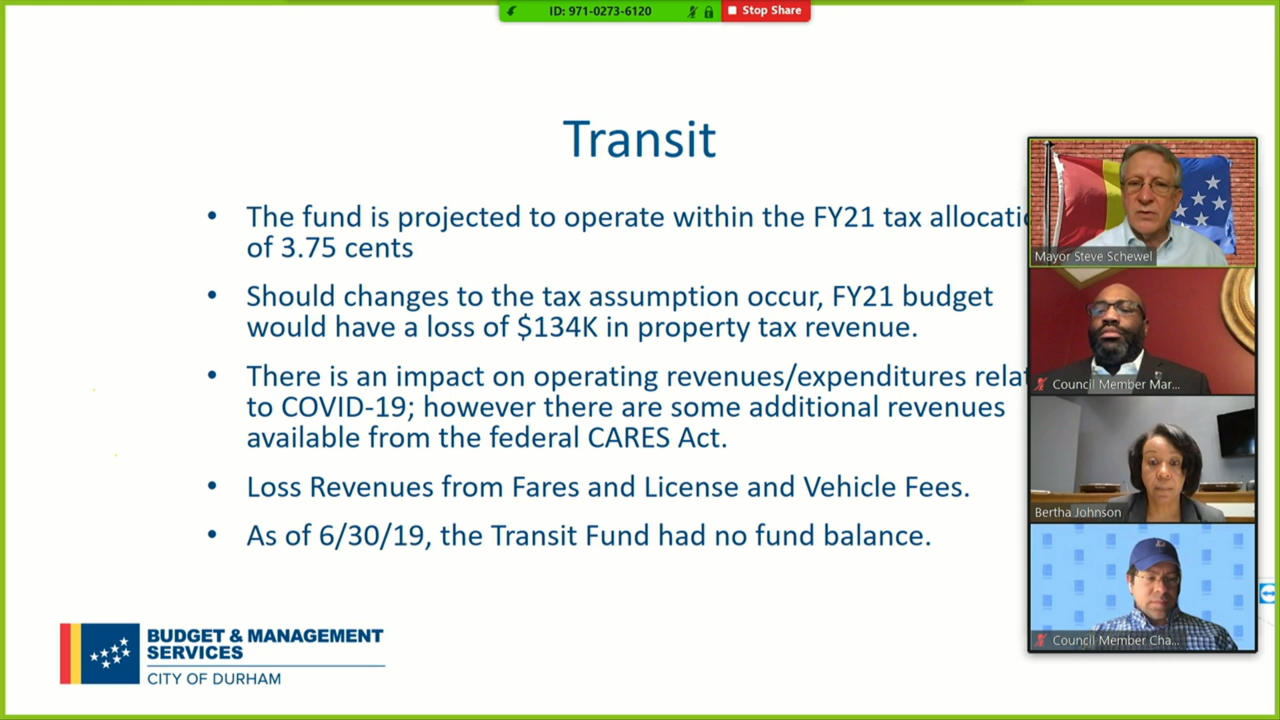 ID: 971-0273-6120
Stop Share
Transit
• The fund is projected to operate within the FY21 tax
of 3.75 cents
• Should changes to the tax assumption occur, FY21 budget
would have a loss of $134K in property tax revenue.
• There is an impact on operating revenues/expenditures
to COVID-19; however there are some additional revenues
available from the federal CARES Act.
• Loss Revenues from Fares and License and Vehicle Fees.
• As of 6/30/19, the Transit Fund had no fund balance.
BUDGET & MANAGEMENT
SERVICES
CITY OF DURHAM
Mayor Steve Schewel
Council Member Mar...
Bertha Johnson
Council Member Cha...